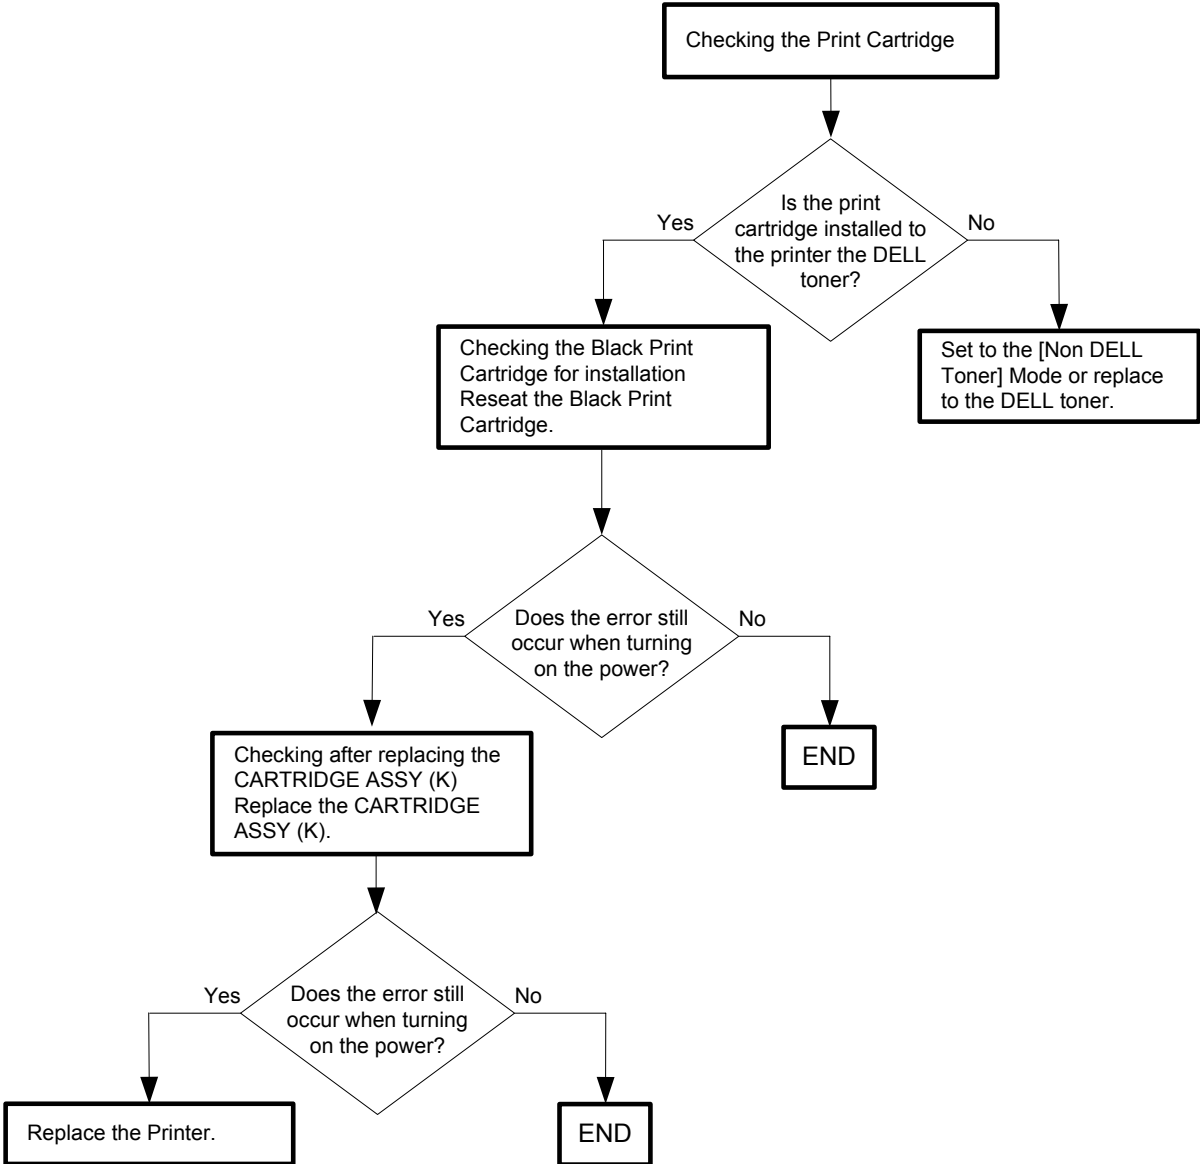 Checking the Print Cartridge
Is the print
cartridge installed to
the printer the DELL
toner?
Yes
No
Checking the Black Print
Cartridge for installation
Reseat the Black Print
Cartridge.
Set to the [Non DELL
Toner] Mode or replace
to the DELL toner.
Does the error still
occur when turning
on the power?
Yes
No
Checking after replacing the
CARTRIDGE ASSY (K)
Replace the CARTRIDGE
ASSY (K).
END
Does the error still
occur when turning
on the power?
Yes
No
Replace the Printer.
END